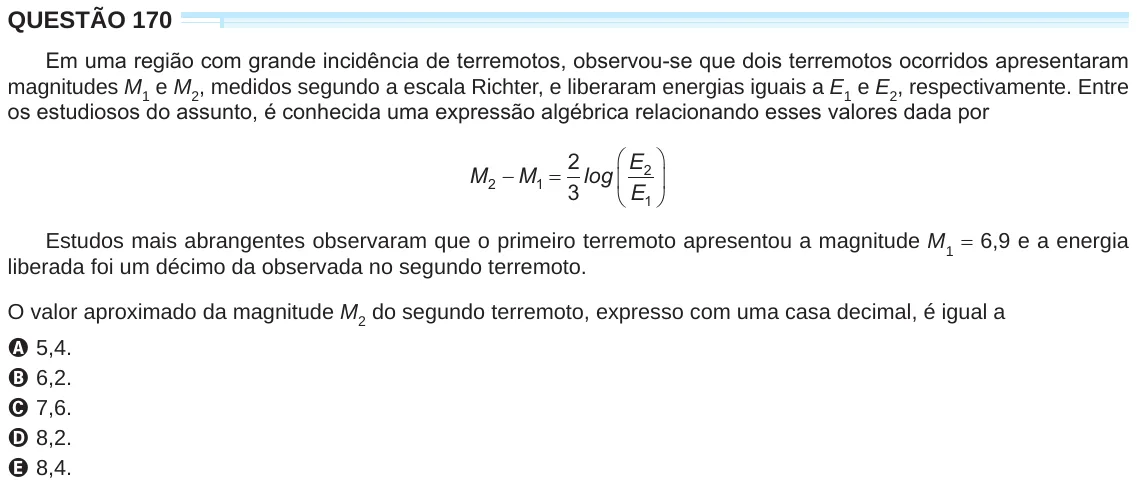 QUESTÃO 170
Em uma região com grande incidência de terremotos, observou-se que dois terremotos ocorridos apresentaram
magnitudes M₁ e M₂, medidos segundo a escala Richter, e liberaram energias iguais a E₁ e E₂, respectivamente. Entre
os estudiosos do assunto, é conhecida uma expressão algébrica relacionando esses valores dada por
M₂ − M₁ = 2/3 log(E₂/E₁)
Estudos mais abrangentes observaram que o primeiro terremoto apresentou a magnitude M₁ = 6,9 e a energia
liberada foi um décimo da observada no segundo terremoto.
O valor aproximado da magnitude M₂ do segundo terremoto, expresso com uma casa decimal, é igual a
A 5,4.
B 6,2.
C 7,6.
D 8,2.
E 8,4.